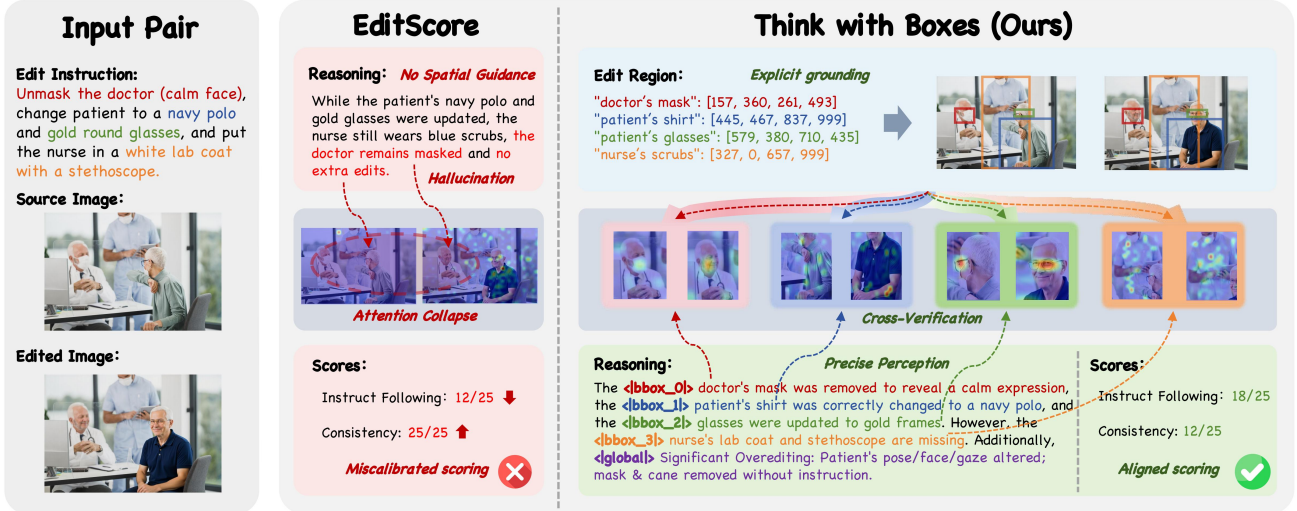 Input Pair
Edit Instruction:
Unmask the doctor (calm face),
change patient to a navy polo
and gold round glasses, and put
the nurse in a white lab coat
with a stethoscope.
Source Image:
Edited Image:
EditScore
Reasoning: No Spatial Guidance
While the patient's navy polo and
gold glasses were updated, the
nurse still wears blue scrubs, the
doctor remains masked and no
extra edits.
Hallucination
Attention Collapse
Scores:
Instruct Following: 12/25
Consistency: 25/25
Miscalibrated scoring
Think with Boxes (Ours)
Edit Region: Explicit grounding
"doctor's mask": [157, 360, 261, 493]
"patient's shirt": [445, 467, 837, 999]
"patient's glasses": [579, 380, 710, 435]
"nurse's scrubs": [327, 0, 657, 999]
Cross-Verification
Reasoning: Precise Perception
The <|bbox_0|> doctor's mask was removed to reveal a calm expression,
the <|bbox_1|> patient's shirt was correctly changed to a navy polo, and
the <|bbox_2|> glasses were updated to gold frames. However, the
<|bbox_3|> nurse's lab coat and stethoscope are missing. Additionally,
<|global|> Significant Overediting: Patient's pose/face/gaze altered;
mask & cane removed without instruction.
Scores:
Instruct Following: 18/25
Consistency: 12/25
Aligned scoring